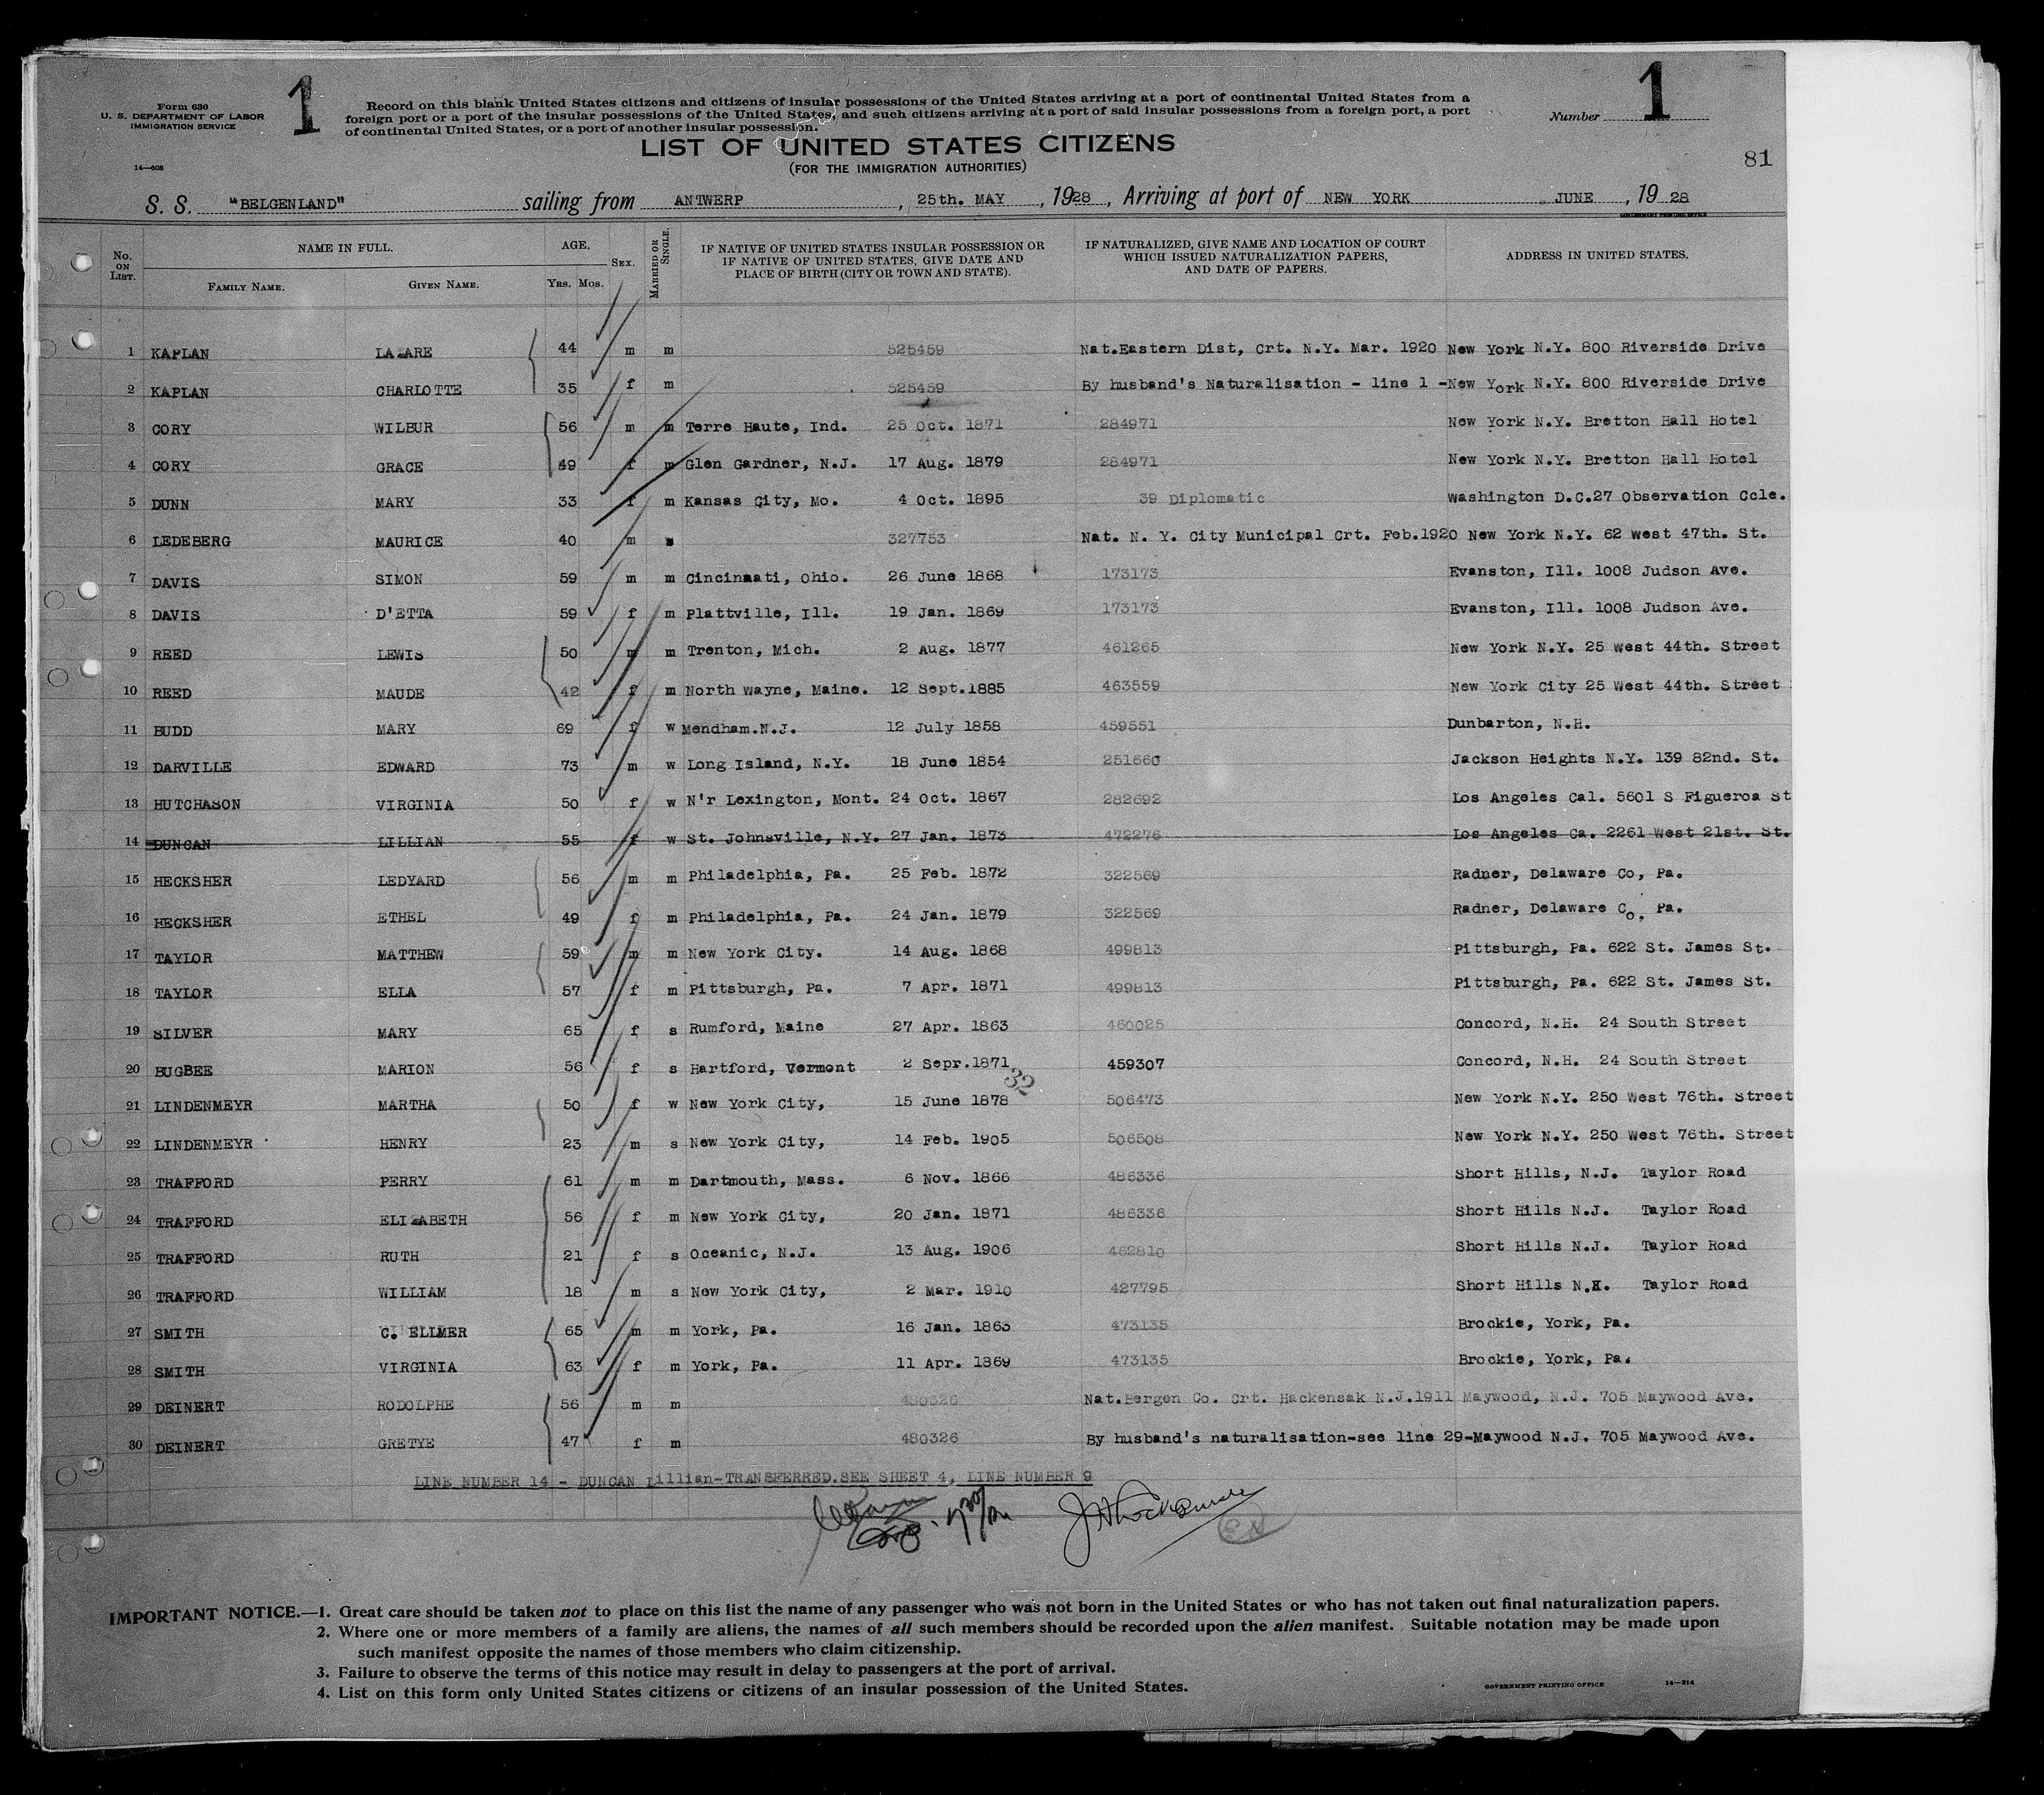 Form 630
U. S. DEPARTMENT OF LABOR
IMMIGRATION SERVICE
14—608
1
Record on this blank United States citizens and citizens of insular possessions of the United States arriving at a port of continental United States from a
foreign port or a port of the insular possessions of the United States, and such citizens arriving at a port of said insular possessions from a foreign port, a port
of continental United States, or a port of another insular possession.
Number 1
LIST OF UNITED STATES CITIZENS
(FOR THE IMMIGRATION AUTHORITIES)
81
S. S. "BELGENLAND" sailing from ANTWERP, 25th. MAY, 1928, Arriving at port of NEW YORK JUNE, 1928
No. ON LIST. NAME IN FULL. FAMILY NAME. GIVEN NAME. AGE. YRS. MOS. SEX. MARRIED OR SINGLE. IF NATIVE OF UNITED STATES INSULAR POSSESSION OR IF NATIVE OF UNITED STATES, GIVE DATE AND PLACE OF BIRTH (CITY OR TOWN AND STATE). IF NATURALIZED, GIVE NAME AND LOCATION OF COURT WHICH ISSUED NATURALIZATION PAPERS, AND DATE OF PAPERS. ADDRESS IN UNITED STATES.
1 KAPLAN LAZARE 44 m m 525459 Nat.Eastern Dist, Crt. N.Y. Mar. 1920 New York N.Y. 800 Riverside Drive
2 KAPLAN CHARLOTTE 35 f m 525459 By husband's Naturalisation - line 1 -New York N.Y. 800 Riverside Drive
3 CORY WILBUR 56 m m Terre Haute, Ind. 25 Oct. 1871 284971 New York N.Y. Bretton Hall Hotel
4 CORY GRACE 49 f m Glen Gardner, N.J. 17 Aug. 1879 284971 New York N.Y. Bretton Hall Hotel
5 DUNN MARY 33 f m Kansas City, Mo. 4 Oct. 1895 39 Diplomatic Washington D.C.27 Observation Ccle.
6 LEDEBERG MAURICE 40 m 327753 Nat. N. Y. City Municipal Crt. Feb.1920 New York N.Y. 62 West 47th. St.
7 DAVIS SIMON 59 m m Cincinnati, Ohio. 26 June 1868 173173 Evanston, Ill. 1008 Judson Ave.
8 DAVIS D'ETTA 59 f m Plattville, Ill. 19 Jan. 1869 173173 Evanston, Ill. 1008 Judson Ave.
9 REED LEWIS 50 m m Trenton, Mich. 2 Aug. 1877 461265 New York N.Y. 25 West 44th. Street
10 REED MAUDE 42 f m North Wayne, Maine. 12 Sept.1885 463559 New York City 25 West 44th. Street
11 BUDD MARY 69 f w Mendham.N.J. 12 July 1858 459551 Dunbarton, N.H.
12 DARVILLE EDWARD 73 m w Long Island, N.Y. 18 June 1854 251660 Jackson Heights N.Y. 139 82nd. St.
13 HUTCHASON VIRGINIA 50 f w N'r Lexington, Mont. 24 Oct. 1867 282692 Los Angeles Cal. 5601 S Figueroa St
14 DUNCAN LILLIAN 55 f w St. Johnsville, N.Y. 27 Jan. 1873 472276 Los Angeles Ca. 2261 West 21st. St.
15 HECKSHER LEDYARD 56 m m Philadelphia, Pa. 25 Feb. 1872 322569 Radner, Delaware Co, Pa.
16 HECKSHER ETHEL 49 f m Philadelphia, Pa. 24 Jan. 1879 322569 Radner, Delaware Co, Pa.
17 TAYLOR MATTHEW 59 m m New York City. 14 Aug. 1868 499813 Pittsburgh, Pa. 622 St. James St.
18 TAYLOR ELLA 57 f m Pittsburgh, Pa. 7 Apr. 1871 499813 Pittsburgh, Pa. 622 St. James St.
19 SILVER MARY 65 f s Rumford, Maine 27 Apr. 1863 460025 Concord, N.H. 24 South Street
20 BUGBEE MARION 56 f s Hartford, Vermont 2 Sepr.1871 459307 Concord, N.H. 24 South Street
32
21 LINDENMEYR MARTHA 50 f w New York City, 15 June 1878 506473 New York N.Y. 250 West 76th. Street
22 LINDENMEYR HENRY 23 m s New York City, 14 Feb. 1905 506508 New York N.Y. 250 West 76th. Street
23 TRAFFORD PERRY 61 m m Dartmouth, Mass. 6 Nov. 1866 486336 Short Hills, N.J. Taylor Road
24 TRAFFORD ELIZABETH 56 f m New York City, 20 Jan. 1871 486336 Short Hills N.J. Taylor Road
25 TRAFFORD RUTH 21 f s Oceanic, N.J. 13 Aug. 1906 462810 Short Hills N.J. Taylor Road
26 TRAFFORD WILLIAM 18 m s New York City, 2 Mar. 1910 427795 Short Hills N.K. Taylor Road
27 SMITH C. ELLMER 65 m m York, Pa. 16 Jan. 1863 473135 Brockie, York, Pa.
28 SMITH VIRGINIA 63 f m York, Pa. 11 Apr. 1869 473135 Brockie, York, Pa.
29 DEINERT RODOLPHE 56 m m 480326 Nat.Bergen Co. Crt. Hackensak N.J.1911 Maywood, N.J. 705 Maywood Ave.
30 DEINERT GRETYE 47 f m 480326 By husband's naturalisation-see line 29-Maywood N.J. 705 Maywood Ave.
LINE NUMBER 14 - DUNCAN Lillian-TRANSFERRED.SEE SHEET 4, LINE NUMBER 9
IMPORTANT NOTICE.—1. Great care should be taken not to place on this list the name of any passenger who was not born in the United States or who has not taken out final naturalization papers.
2. Where one or more members of a family are aliens, the names of all such members should be recorded upon the alien manifest. Suitable notation may be made upon
such manifest opposite the names of those members who claim citizenship.
3. Failure to observe the terms of this notice may result in delay to passengers at the port of arrival.
4. List on this form only United States citizens or citizens of an insular possession of the United States.
GOVERNMENT PRINTING OFFICE 14—214